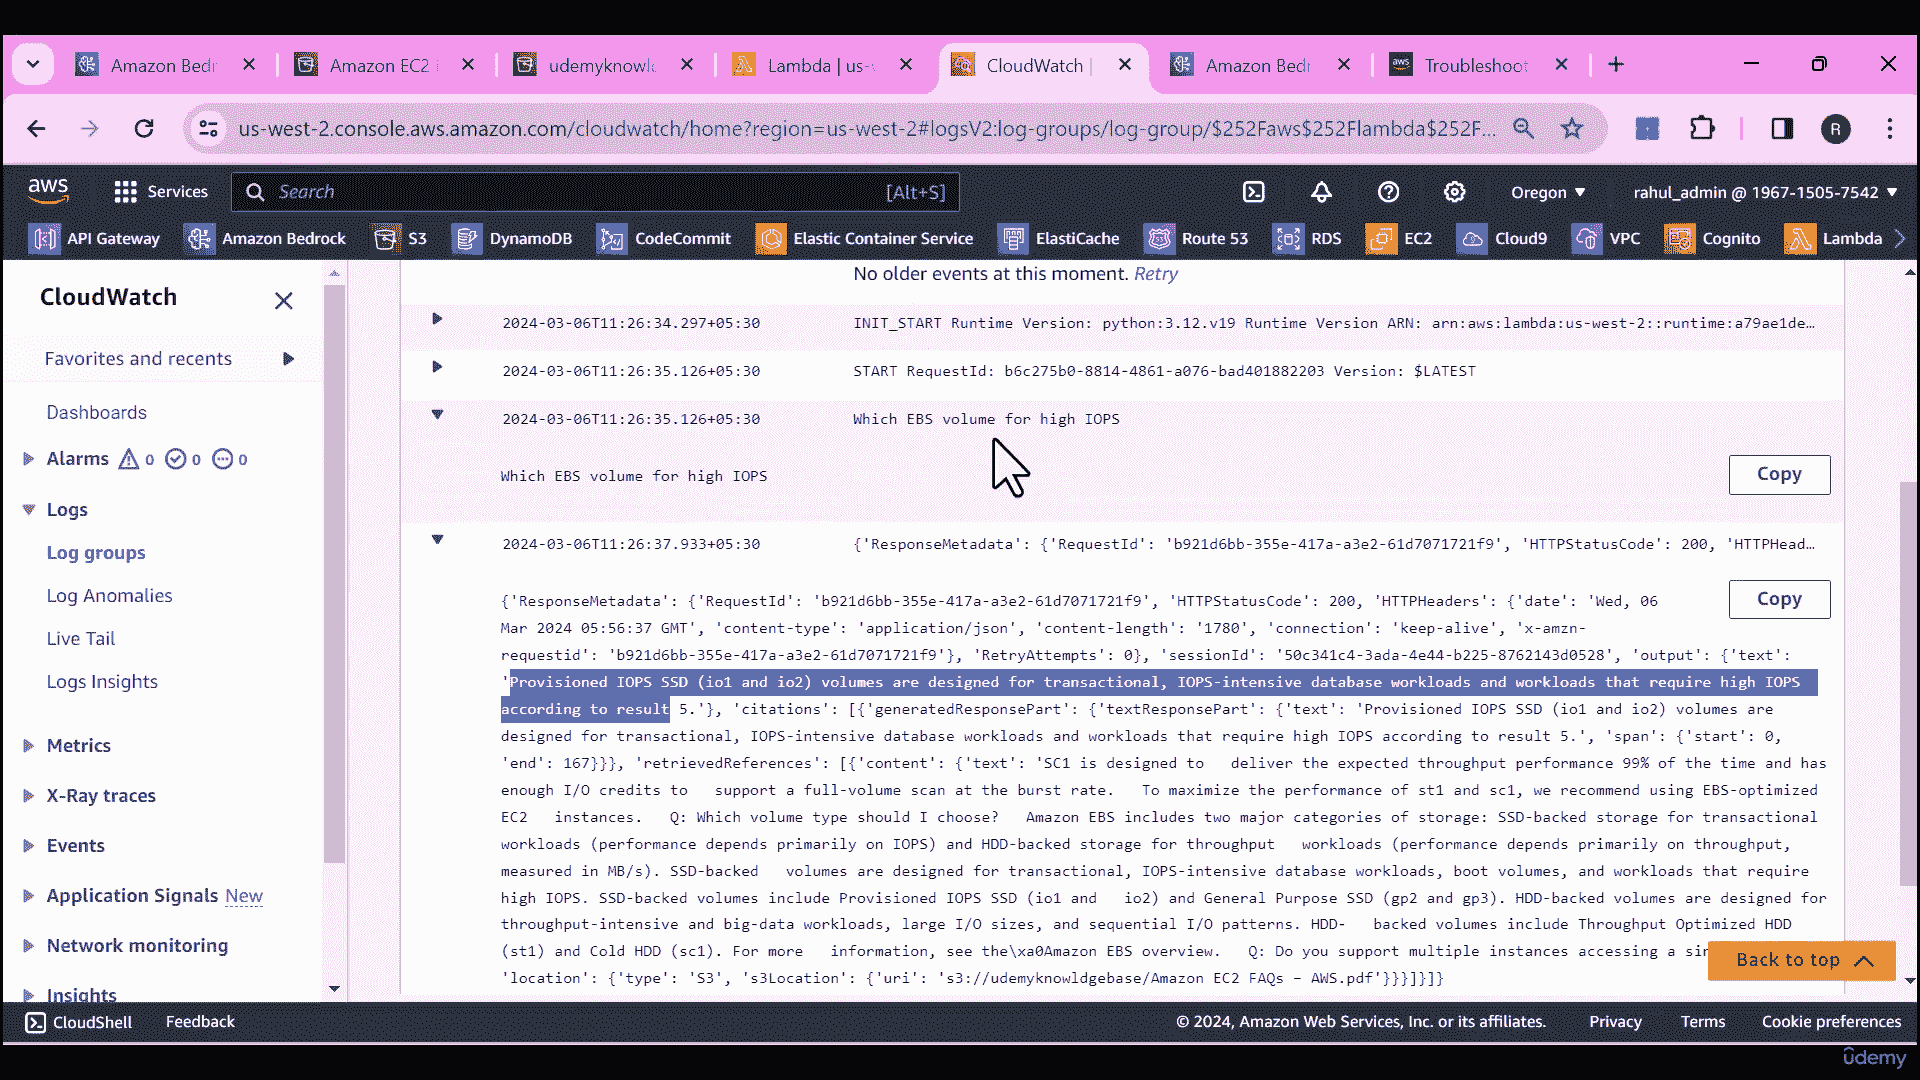 Amazon Bedr
Amazon EC2
udemyknowl
Lambda | us-
CloudWatch |
Amazon Bedr
Troubleshoot
us-west-2.console.aws.amazon.com/cloudwatch/home?region=us-west-2#logsV2:log-groups/log-group/$252Faws$252Flambda$252F...
R
aws
Services
Search
[Alt+S]
Oregon
rahul_admin @ 1967-1505-7542
API Gateway
Amazon Bedrock
S3
DynamoDB
CodeCommit
Elastic Container Service
ElastiCache
Route 53
RDS
EC2
Cloud9
VPC
Cognito
Lambda
CloudWatch
Favorites and recents
Dashboards
Alarms 0 0 0
Logs
Log groups
Log Anomalies
Live Tail
Logs Insights
Metrics
X-Ray traces
Events
Application Signals New
Network monitoring
Insights
No older events at this moment. Retry
2024-03-06T11:26:34.297+05:30 INIT_START Runtime Version: python:3.12.v19 Runtime Version ARN: arn:aws:lambda:us-west-2::runtime:a79ae1de…
2024-03-06T11:26:35.126+05:30 START RequestId: b6c275b0-8814-4861-a076-bad401882203 Version: $LATEST
2024-03-06T11:26:35.126+05:30 Which EBS volume for high IOPS
Which EBS volume for high IOPS
Copy
2024-03-06T11:26:37.933+05:30 {'ResponseMetadata': {'RequestId': 'b921d6bb-355e-417a-a3e2-61d7071721f9', 'HTTPStatusCode': 200, 'HTTPHead…
Copy
{'ResponseMetadata': {'RequestId': 'b921d6bb-355e-417a-a3e2-61d7071721f9', 'HTTPStatusCode': 200, 'HTTPHeaders': {'date': 'Wed, 06
Mar 2024 05:56:37 GMT', 'content-type': 'application/json', 'content-length': '1780', 'connection': 'keep-alive', 'x-amzn-
requestid': 'b921d6bb-355e-417a-a3e2-61d7071721f9'}, 'RetryAttempts': 0}, 'sessionId': '50c341c4-3ada-4e44-b225-8762143d0528', 'output': {'text':
'Provisioned IOPS SSD (io1 and io2) volumes are designed for transactional, IOPS-intensive database workloads and workloads that require high IOPS
according to result 5.'}, 'citations': [{'generatedResponsePart': {'textResponsePart': {'text': 'Provisioned IOPS SSD (io1 and io2) volumes are
designed for transactional, IOPS-intensive database workloads and workloads that require high IOPS according to result 5.', 'span': {'start': 0,
'end': 167}}}, 'retrievedReferences': [{'content': {'text': 'SC1 is designed to deliver the expected throughput performance 99% of the time and has
enough I/O credits to support a full-volume scan at the burst rate. To maximize the performance of st1 and sc1, we recommend using EBS-optimized
EC2 instances. Q: Which volume type should I choose? Amazon EBS includes two major categories of storage: SSD-backed storage for transactional
workloads (performance depends primarily on IOPS) and HDD-backed storage for throughput workloads (performance depends primarily on throughput,
measured in MB/s). SSD-backed volumes are designed for transactional, IOPS-intensive database workloads, boot volumes, and workloads that require
high IOPS. SSD-backed volumes include Provisioned IOPS SSD (io1 and io2) and General Purpose SSD (gp2 and gp3). HDD-backed volumes are designed for
throughput-intensive and big-data workloads, large I/O sizes, and sequential I/O patterns. HDD- backed volumes include Throughput Optimized HDD
(st1) and Cold HDD (sc1). For more information, see the\xa0Amazon EBS overview. Q: Do you support multiple instances accessing a sin
'location': {'type': 'S3', 's3Location': {'uri': 's3://udemyknowldgebase/Amazon EC2 FAQs – AWS.pdf'}}}]}]}
Back to top
CloudShell
Feedback
© 2024, Amazon Web Services, Inc. or its affiliates.
Privacy
Terms
Cookie preferences
udemy